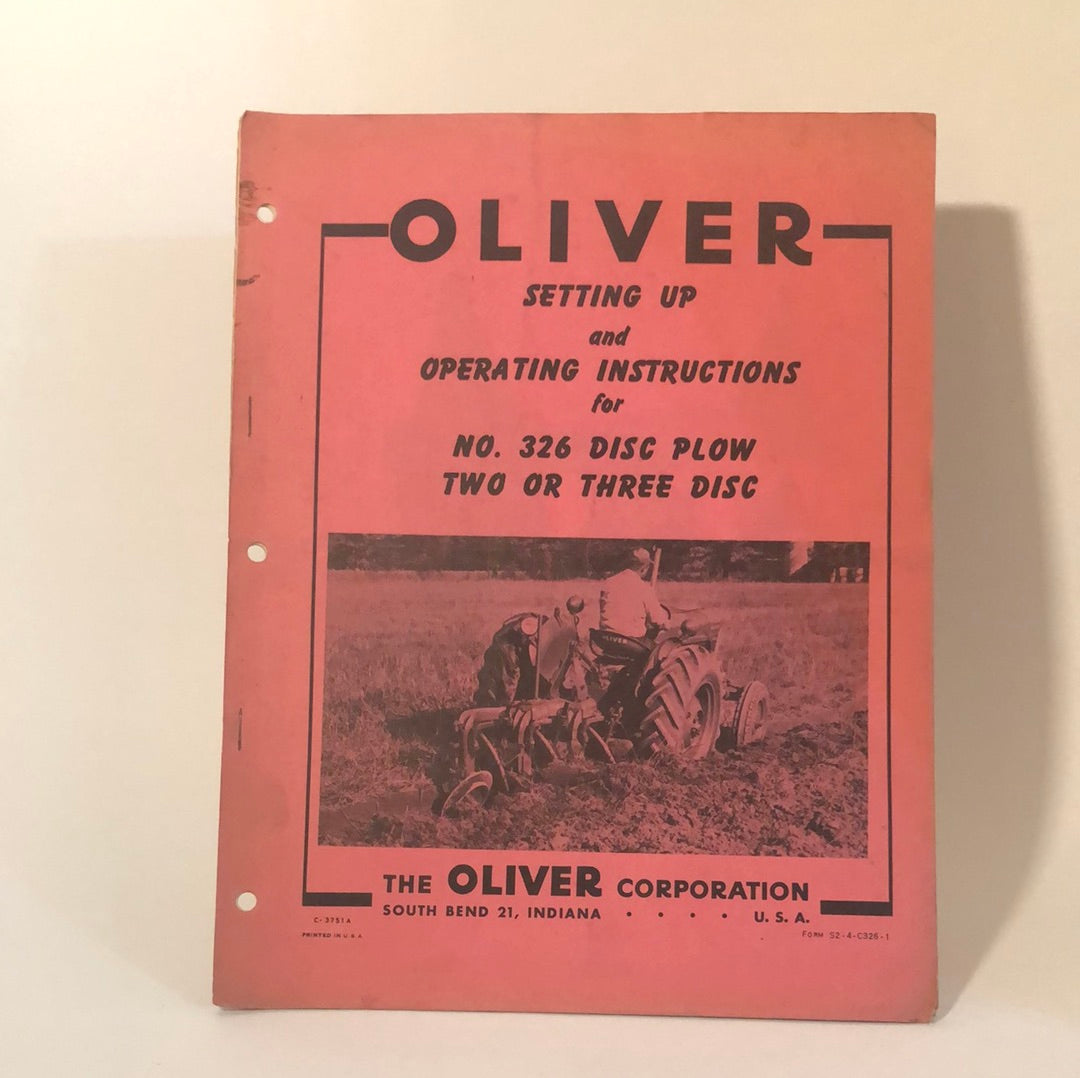 OLIVER
SETTING UP
and
OPERATING INSTRUCTIONS
for
NO. 326 DISC PLOW
TWO OR THREE DISC
OLIVER
THE OLIVER CORPORATION
SOUTH BEND 21, INDIANA . . . . U. S. A.
C-3751A
PRINTED IN U.S.A
FORM S2-4-C326-1